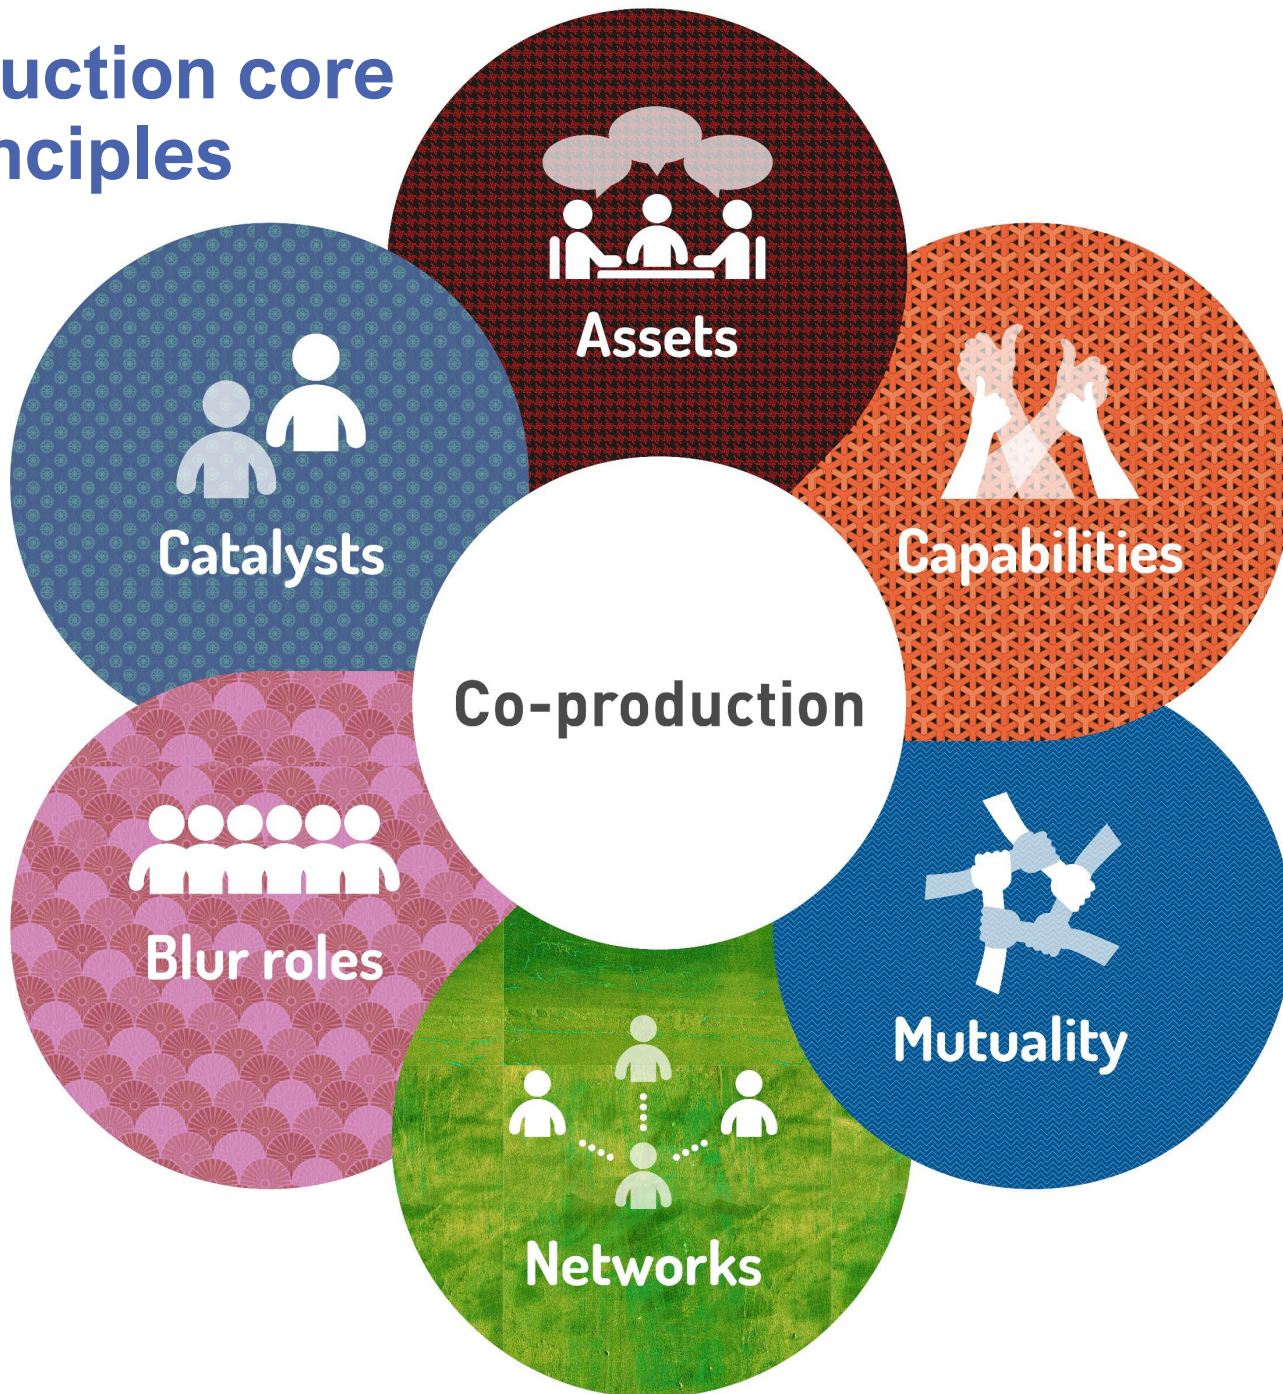 uction core
nciples
Assets
Catalysts
Capabilities
Co-production
Blur roles
Mutuality
Networks